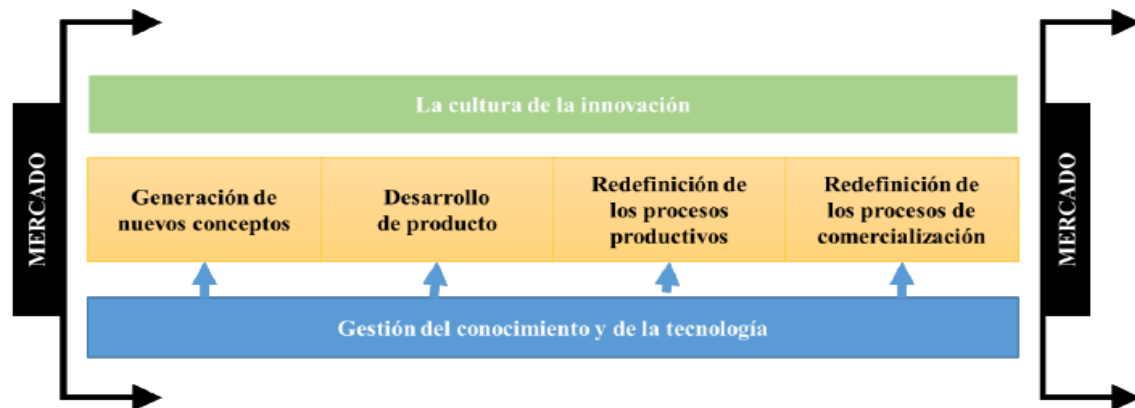 MERCADO
La cultura de la innovación
Generación de
nuevos conceptos
Desarrollo
de producto
Redefinición de
los procesos
productivos
Redefinición de
los procesos de
comercialización
Gestión del conocimiento y de la tecnología
MERCADO